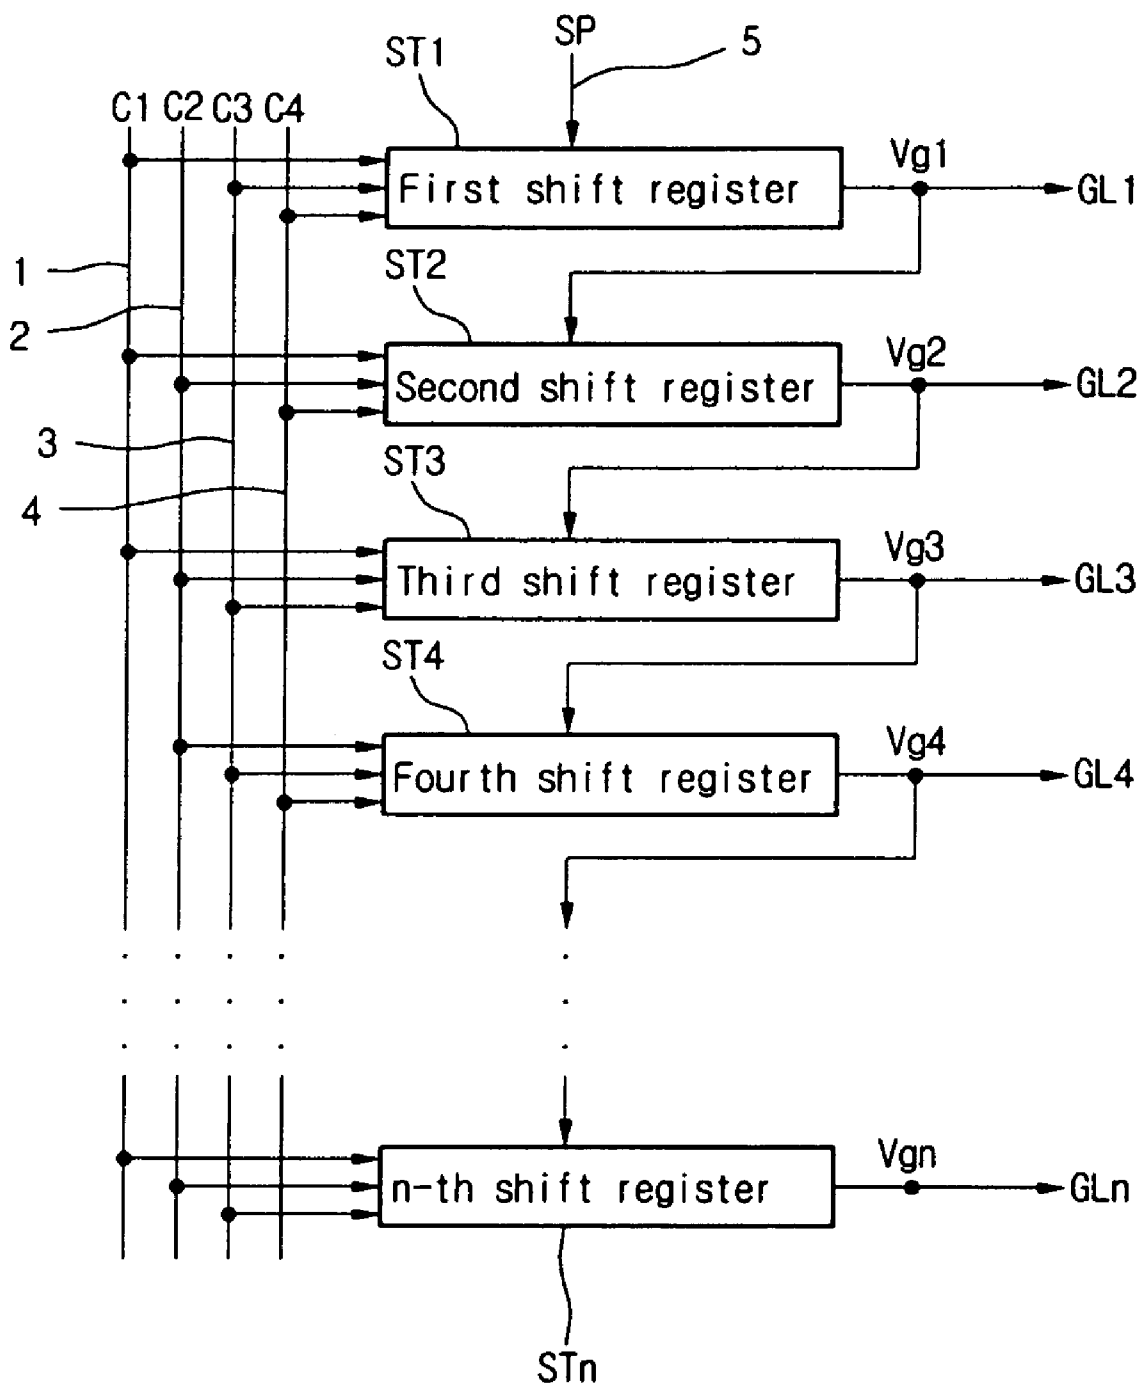 SP
5
ST1
C1 C2 C3 C4
First shift register
Vg1
GL1
1
ST2
2
Second shift register
Vg2
GL2
3
ST3
4
Third shift register
Vg3
GL3
ST4
Fourth shift register
Vg4
GL4
n-th shift register
Vgn
GLn
STn